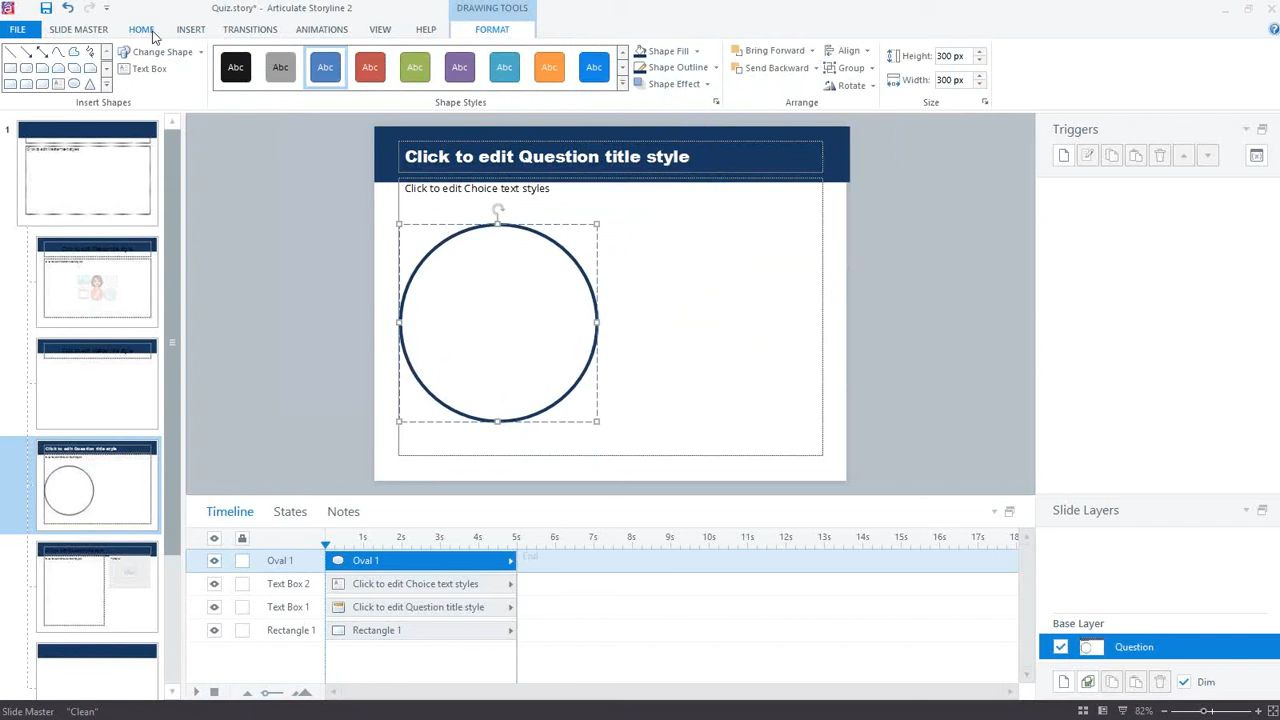 Quiz.story* - Articulate Storyline 2
DRAWING TOOLS
FILE
SLIDE MASTER
HOME
INSERT
TRANSITIONS
ANIMATIONS
VIEW
HELP
FORMAT
Change Shape
Text Box
Insert Shapes
Abc
Abc
Abc
Abc
Abc
Abc
Abc
Abc
Abc
Shape Styles
Shape Fill
Shape Outline
Shape Effect
Bring Forward
Send Backward
Align
Group
Rotate
Arrange
Height: 300 px
Width: 300 px
Size
1
Click to edit Question title style
Click to edit Choice text styles
Triggers
Timeline
States
Notes
1s 2s 3s 4s 5s 6s 7s 8s 9s 10s 11s 12s 13s 14s 15s 16s 17s 18
Oval 1
Oval 1
End
Text Box 2
Click to edit Choice text styles
Text Box 1
Click to edit Question title style
Rectangle 1
Rectangle 1
Slide Layers
Base Layer
Question
Dim
Slide Master
"Clean"
82%